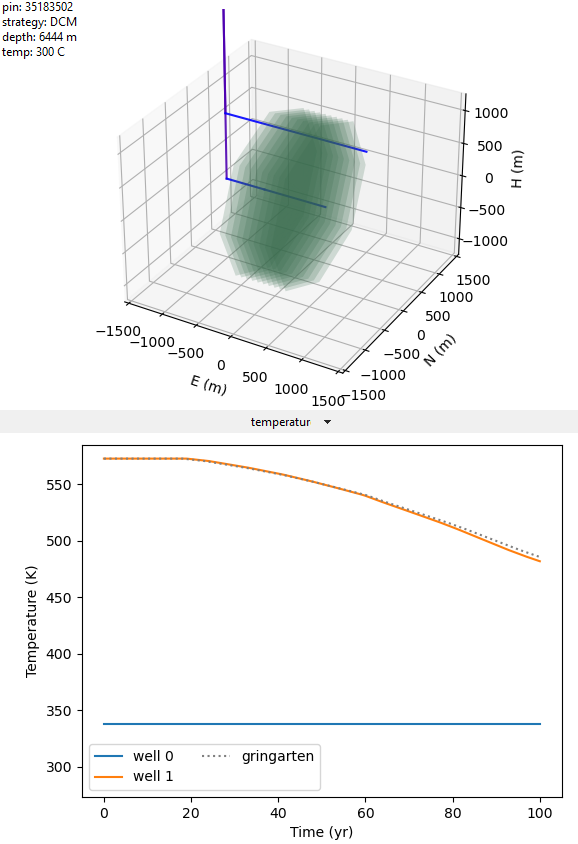 pin: 35183502
strategy: DCM
depth: 6444 m
temp: 300 C
1000
500
0
−500
−1000
H (m)
1500
1000
500
0
−500
−1000
−1500
N (m)
−1500
−1000
−500
0
500
1000
1500
E (m)
temperatur
550
500
450
400
350
300
Temperature (K)
well 0
well 1
gringarten
0 20 40 60 80 100
Time (yr)